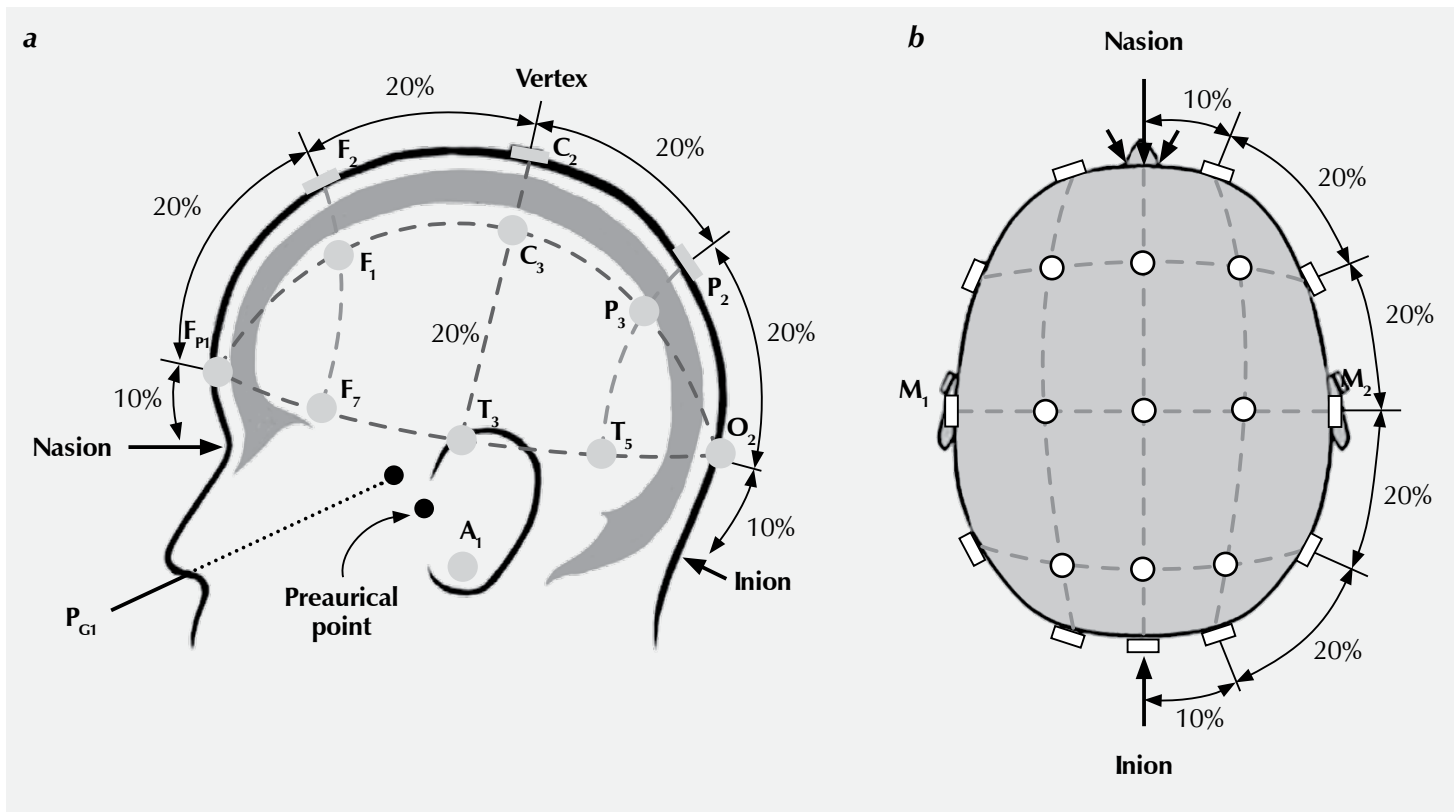 a
Vertex
20%
F2
C2
20%
20%
F1
C3
P2
P3
FP1
20%
20%
10%
F7
T3
T5
O2
Nasion
A1
10%
Preaurical
point
Inion
PG1
b
Nasion
10%
20%
20%
M1
M2
20%
20%
10%
Inion